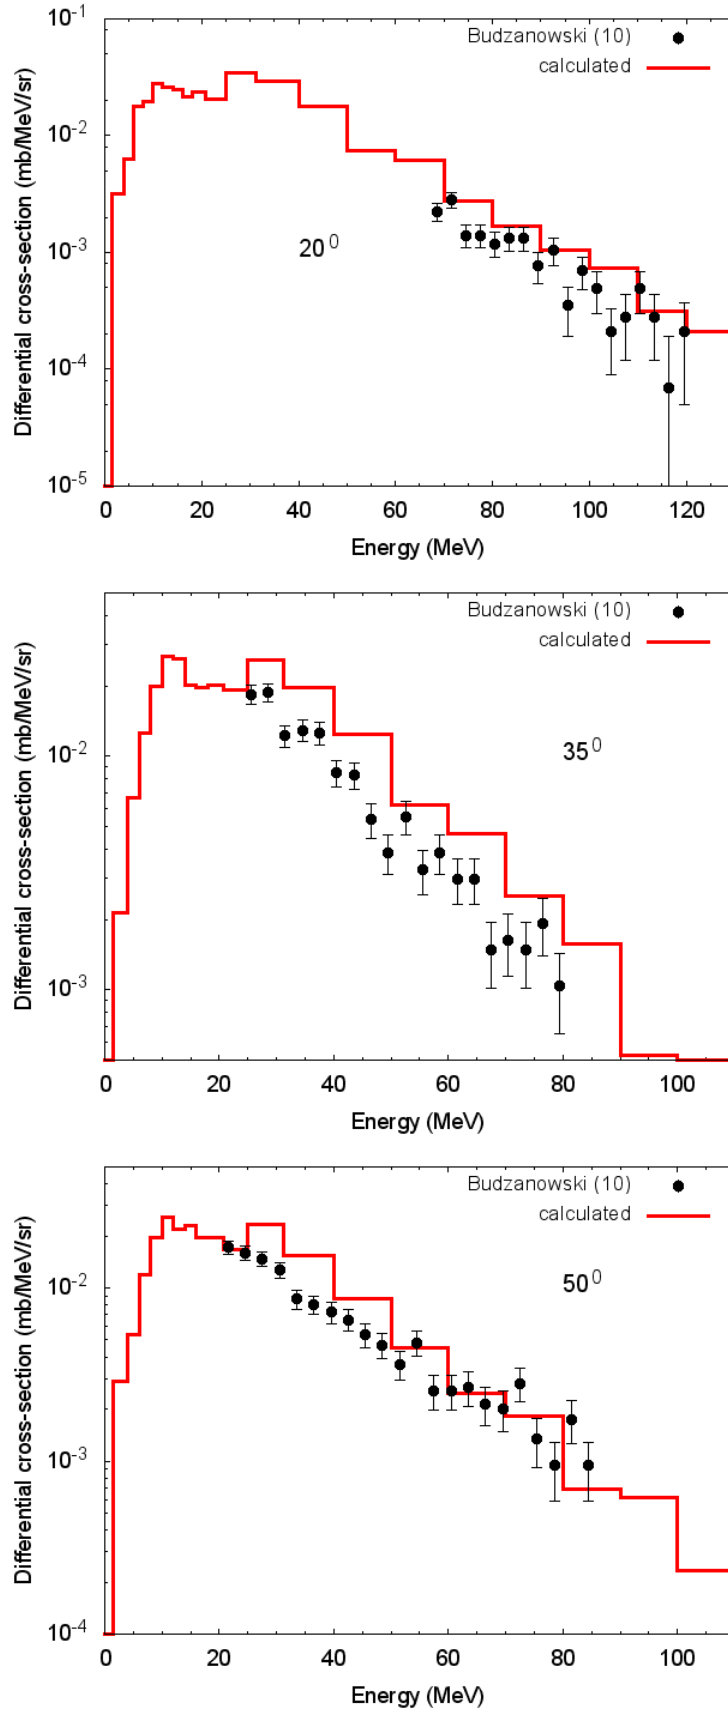 10-1
Budzanowski (10)
calculated
10-2
20 0
10-3
10-4
10-5
0 20 40 60 80 100 120
Differential cross-section (mb/MeV/sr)
Energy (MeV)
Budzanowski (10)
calculated
10-2
35 0
10-3
0 20 40 60 80 100
Differential cross-section (mb/MeV/sr)
Energy (MeV)
Budzanowski (10)
calculated
10-2
50 0
10-3
10-4
0 20 40 60 80 100
Differential cross-section (mb/MeV/sr)
Energy (MeV)